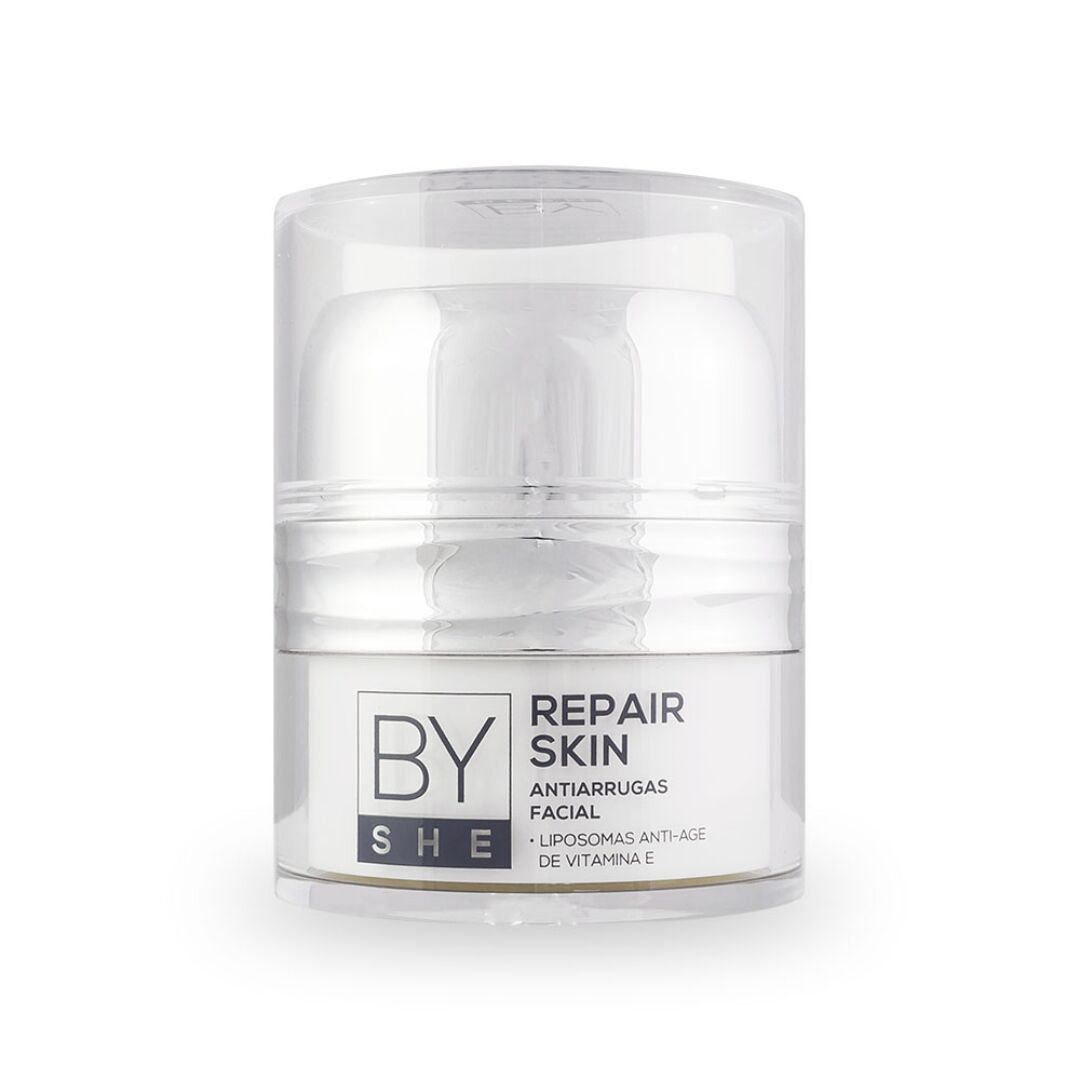 BY
SHE
REPAIR
SKIN
ANTIARRUGAS
FACIAL
• LIPOSOMAS ANTI-AGE
DE VITAMINA E